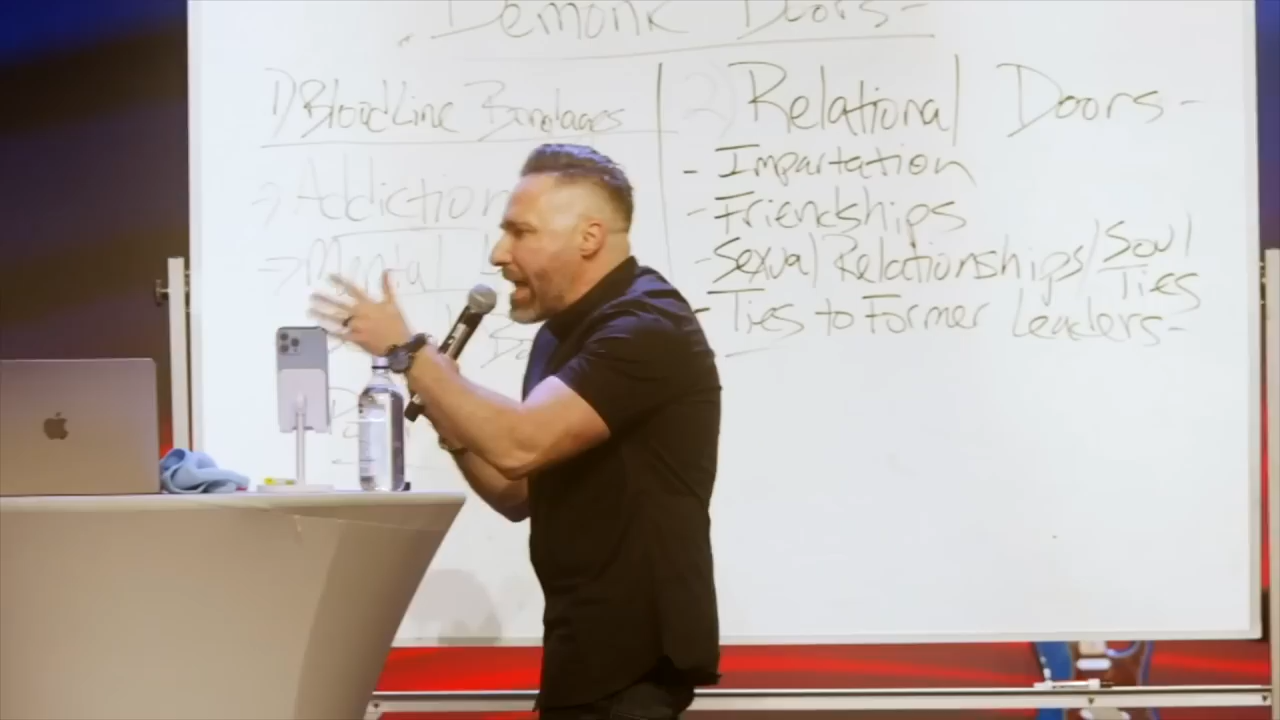 Demonic Doors-
1) BloodLine Bondages
-> Addiction
-> Mental
2) Relational Doors-
- Impartation
- Friendships
- Sexual Relationships/Soul Ties
- Ties to Former Leaders-